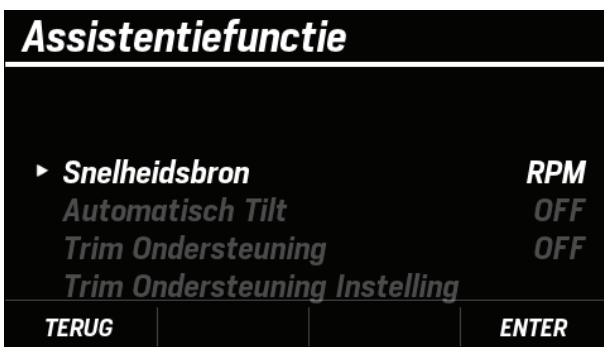 Assistentiefunctie
Snelheidsbron RPM
Automatisch Tilt OFF
Trim Ondersteuning OFF
Trim Ondersteuning Instelling
TERUG ENTER